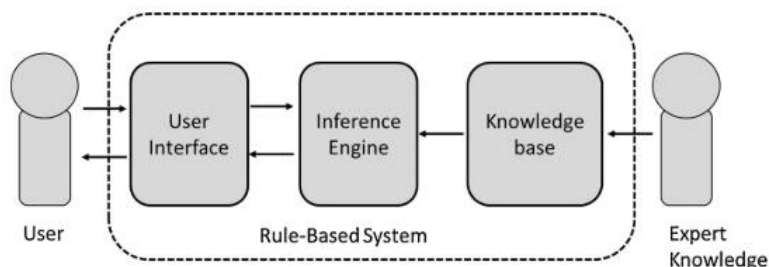 User
Interface
Inference
Engine
Knowledge
base
User
Rule-Based System
Expert
Knowledge